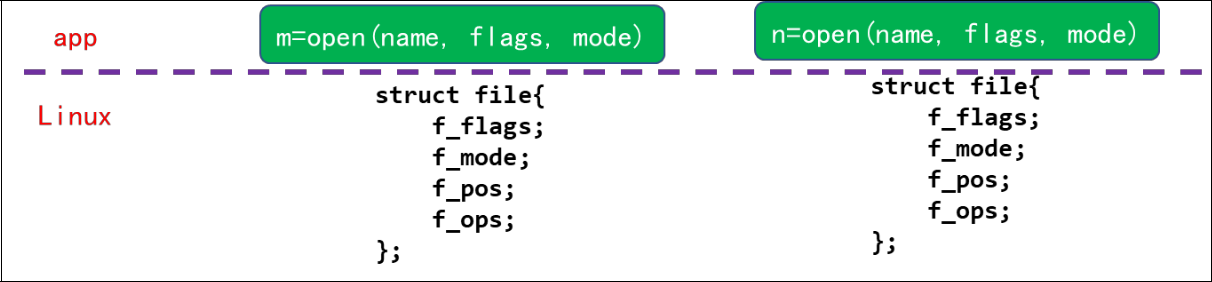 app
m=open(name, flags, mode)
n=open(name, flags, mode)
Linux
struct file{
f_flags;
f_mode;
f_pos;
f_ops;
};
struct file{
f_flags;
f_mode;
f_pos;
f_ops;
};